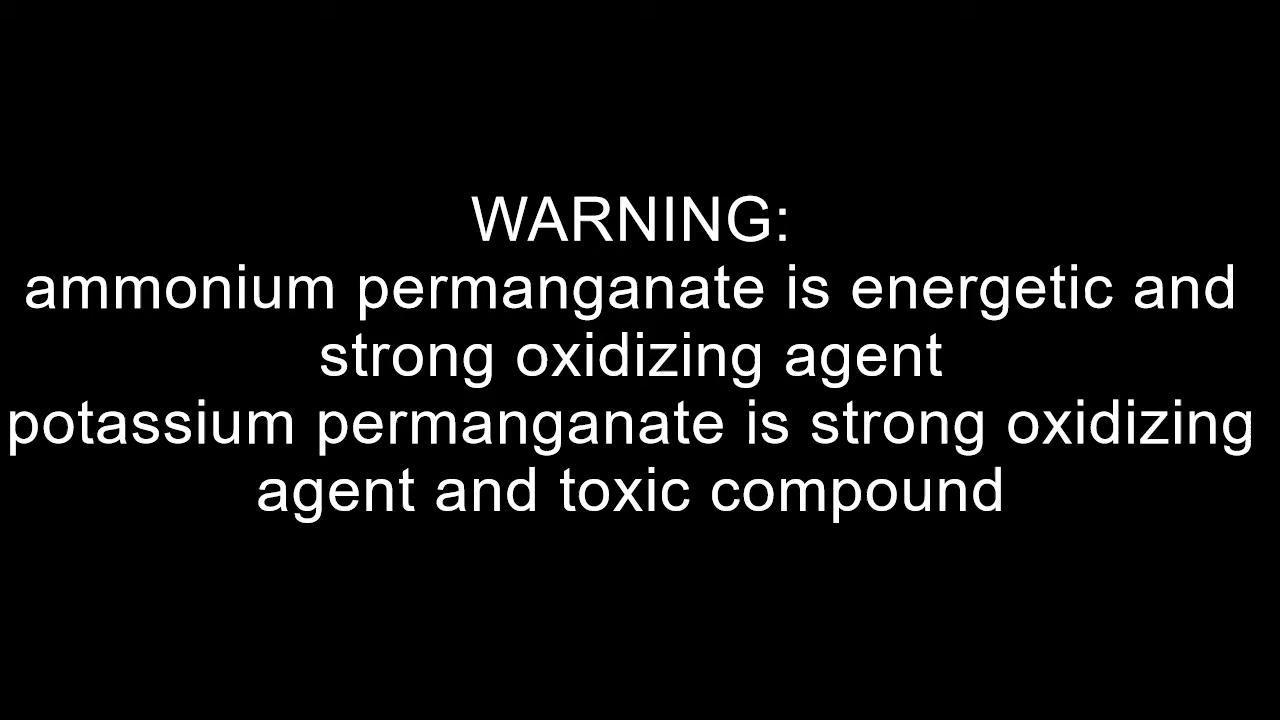 WARNING:
ammonium permanganate is energetic and
strong oxidizing agent
potassium permanganate is strong oxidizing
agent and toxic compound